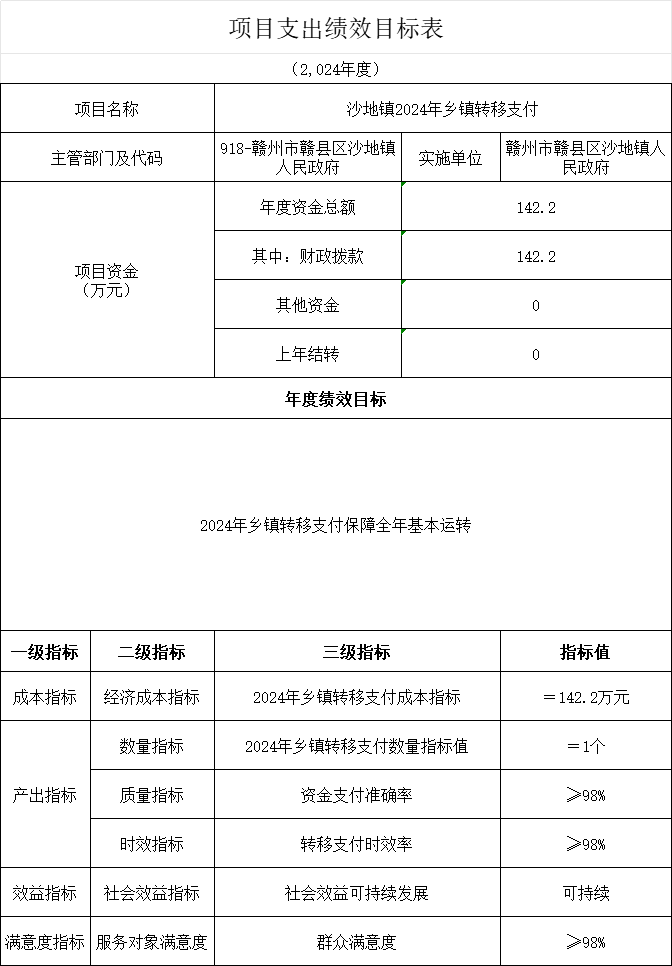 项目支出绩效目标表
（2,024年度）
项目名称 沙地镇2024年乡镇转移支付
主管部门及代码 918-赣州市赣县区沙地镇人民政府 实施单位 赣州市赣县区沙地镇人民政府
项目资金（万元）
年度资金总额 142.2
其中：财政拨款 142.2
其他资金 0
上年结转 0
年度绩效目标
2024年乡镇转移支付保障全年基本运转
一级指标 二级指标 三级指标 指标值
成本指标 经济成本指标 2024年乡镇转移支付成本指标 ＝142.2万元
产出指标 数量指标 2024年乡镇转移支付数量指标值 ＝1个
质量指标 资金支付准确率 ≥98%
时效指标 转移支付时效率 ≥98%
效益指标 社会效益指标 社会效益可持续发展 可持续
满意度指标 服务对象满意度 群众满意度 ≥98%